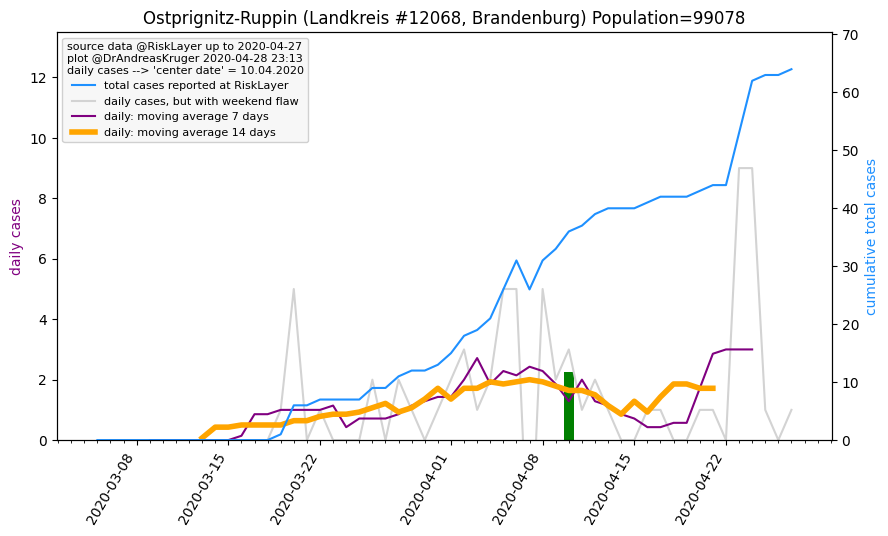 Ostprignitz-Ruppin (Landkreis #12068, Brandenburg) Population=99078
source data @RiskLayer up to 2020-04-27
plot @DrAndreasKruger 2020-04-28 23:13
daily cases --> 'center date' = 10.04.2020
total cases reported at RiskLayer
daily cases, but with weekend flaw
daily: moving average 7 days
daily: moving average 14 days
daily cases
12
10
8
6
4
2
0
cumulative total cases
70
60
50
40
30
20
10
0
2020-03-08
2020-03-15
2020-03-22
2020-04-01
2020-04-08
2020-04-15
2020-04-22